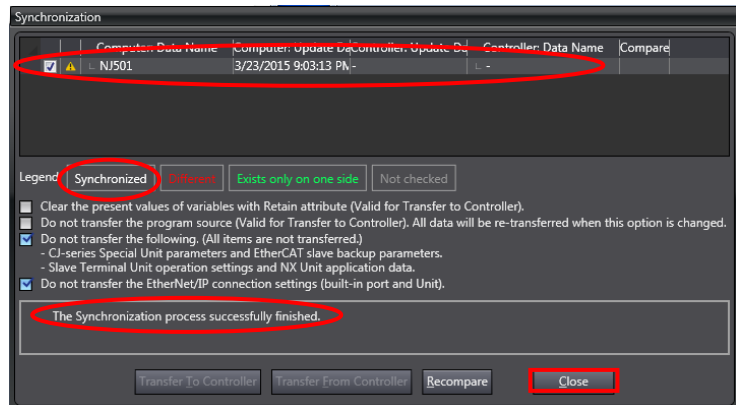 Synchronization
Computer: Data Name Computer: Update Da Controller: Update Da Controller: Data Name Compare
NJ501 3/23/2015 9:03:13 PM - -
Legend Synchronized Different Exists only on one side Not checked
Clear the present values of variables with Retain attribute (Valid for Transfer to Controller).
Do not transfer the program source (Valid for Transfer to Controller). All data will be re-transferred when this option is changed.
Do not transfer the following. (All items are not transferred.)
- CJ-series Special Unit parameters and EtherCAT slave backup parameters.
- Slave Terminal Unit operation settings and NX Unit application data.
Do not transfer the EtherNet/IP connection settings (built-in port and Unit).
The Synchronization process successfully finished.
Transfer To Controller Transfer From Controller Recompare Close